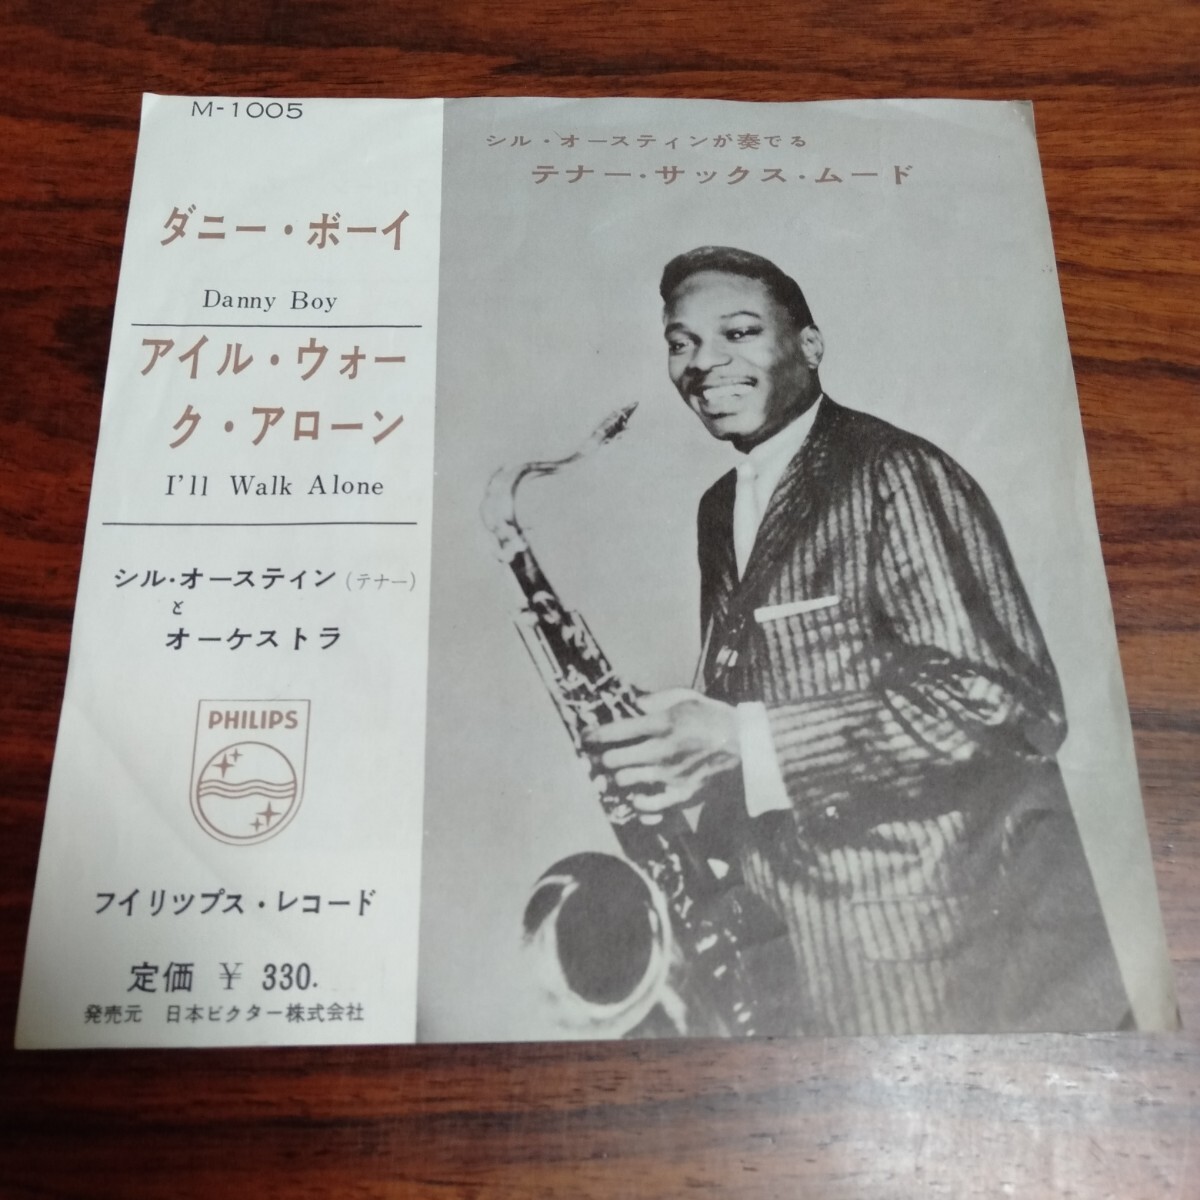 M-1005
シル・オースティンが奏でる
テナー・サックス・ムード
ダニー・ボーイ
Danny Boy
アイル・ウォー
ク・アローン
I'll Walk Alone
シル・オースティン(テナー)
と
オーケストラ
PHILIPS
フイリップス・レコード
定価 ¥ 330.
発売元 日本ビクター株式会社